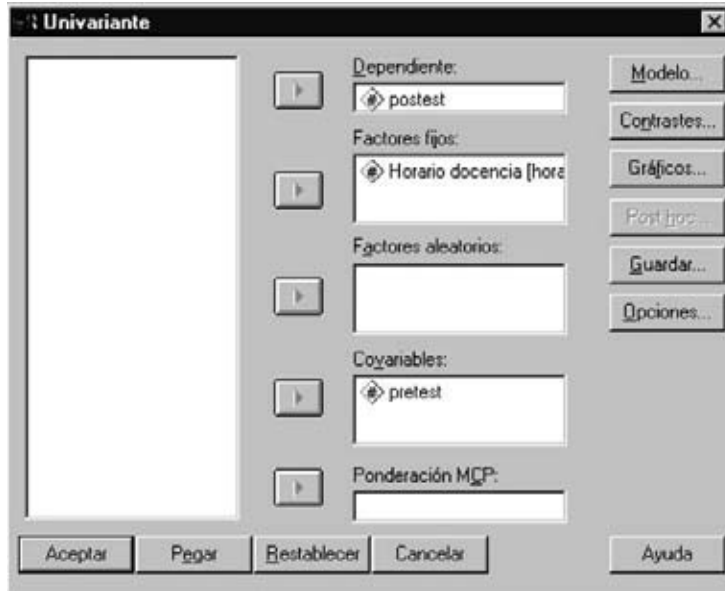 Univariante
Dependiente:
postest
Modelo...
Contrastes...
Factores fijos:
Horario docencia [hora
Gráficos...
Post hoc...
Factores aleatorios:
Guardar...
Opciones...
Covariables:
pretest
Ponderación MCP:
Aceptar
Pegar
Restablecer
Cancelar
Ayuda